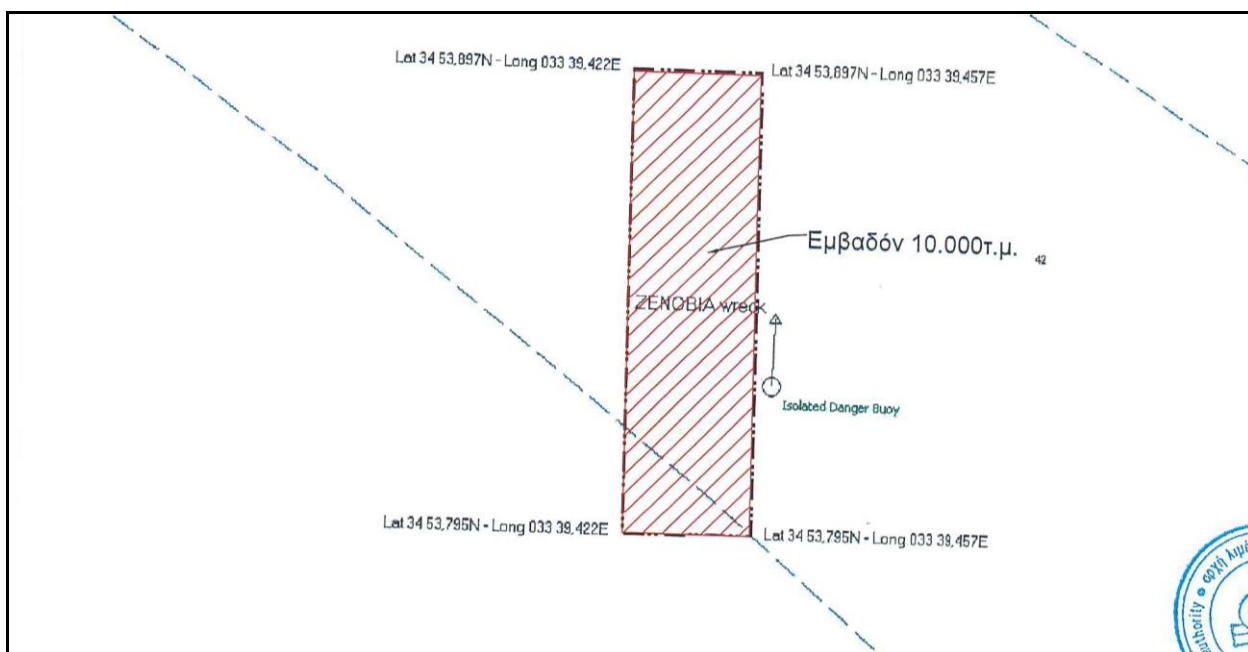 Lat 34 53,897N - Long 033 39,422E
Lat 34 53,897N - Long 033 39,457E
Εμβαδόν 10.000τ.μ.
42
ZENOBIA wreck
Isolated Danger Buoy
Lat 34 53,795N - Long 033 39,422E
Lat 34 53,795N - Long 033 39,457E
αρχή